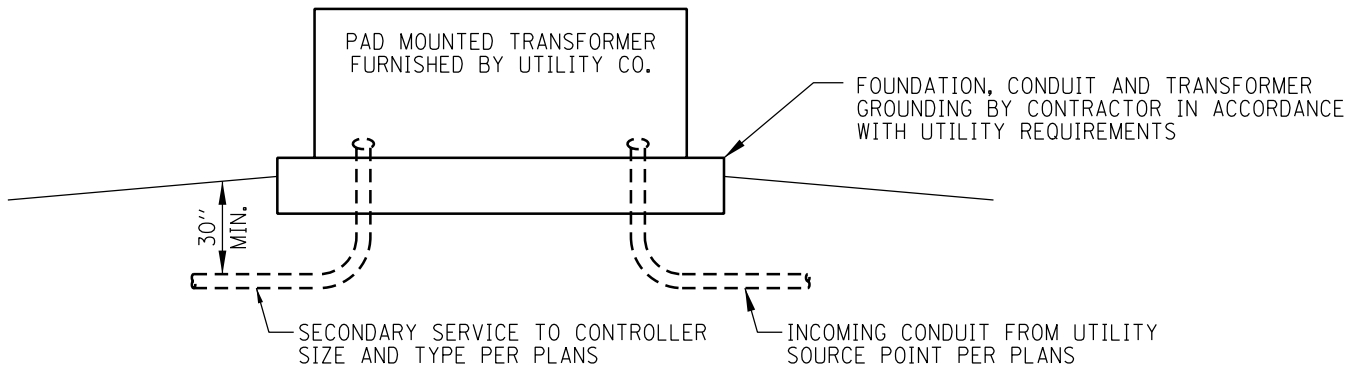 PAD MOUNTED TRANSFORMER
FURNISHED BY UTILITY CO.
FOUNDATION, CONDUIT AND TRANSFORMER
GROUNDING BY CONTRACTOR IN ACCORDANCE
WITH UTILITY REQUIREMENTS
30"
MIN.
SECONDARY SERVICE TO CONTROLLER
SIZE AND TYPE PER PLANS
INCOMING CONDUIT FROM UTILITY
SOURCE POINT PER PLANS